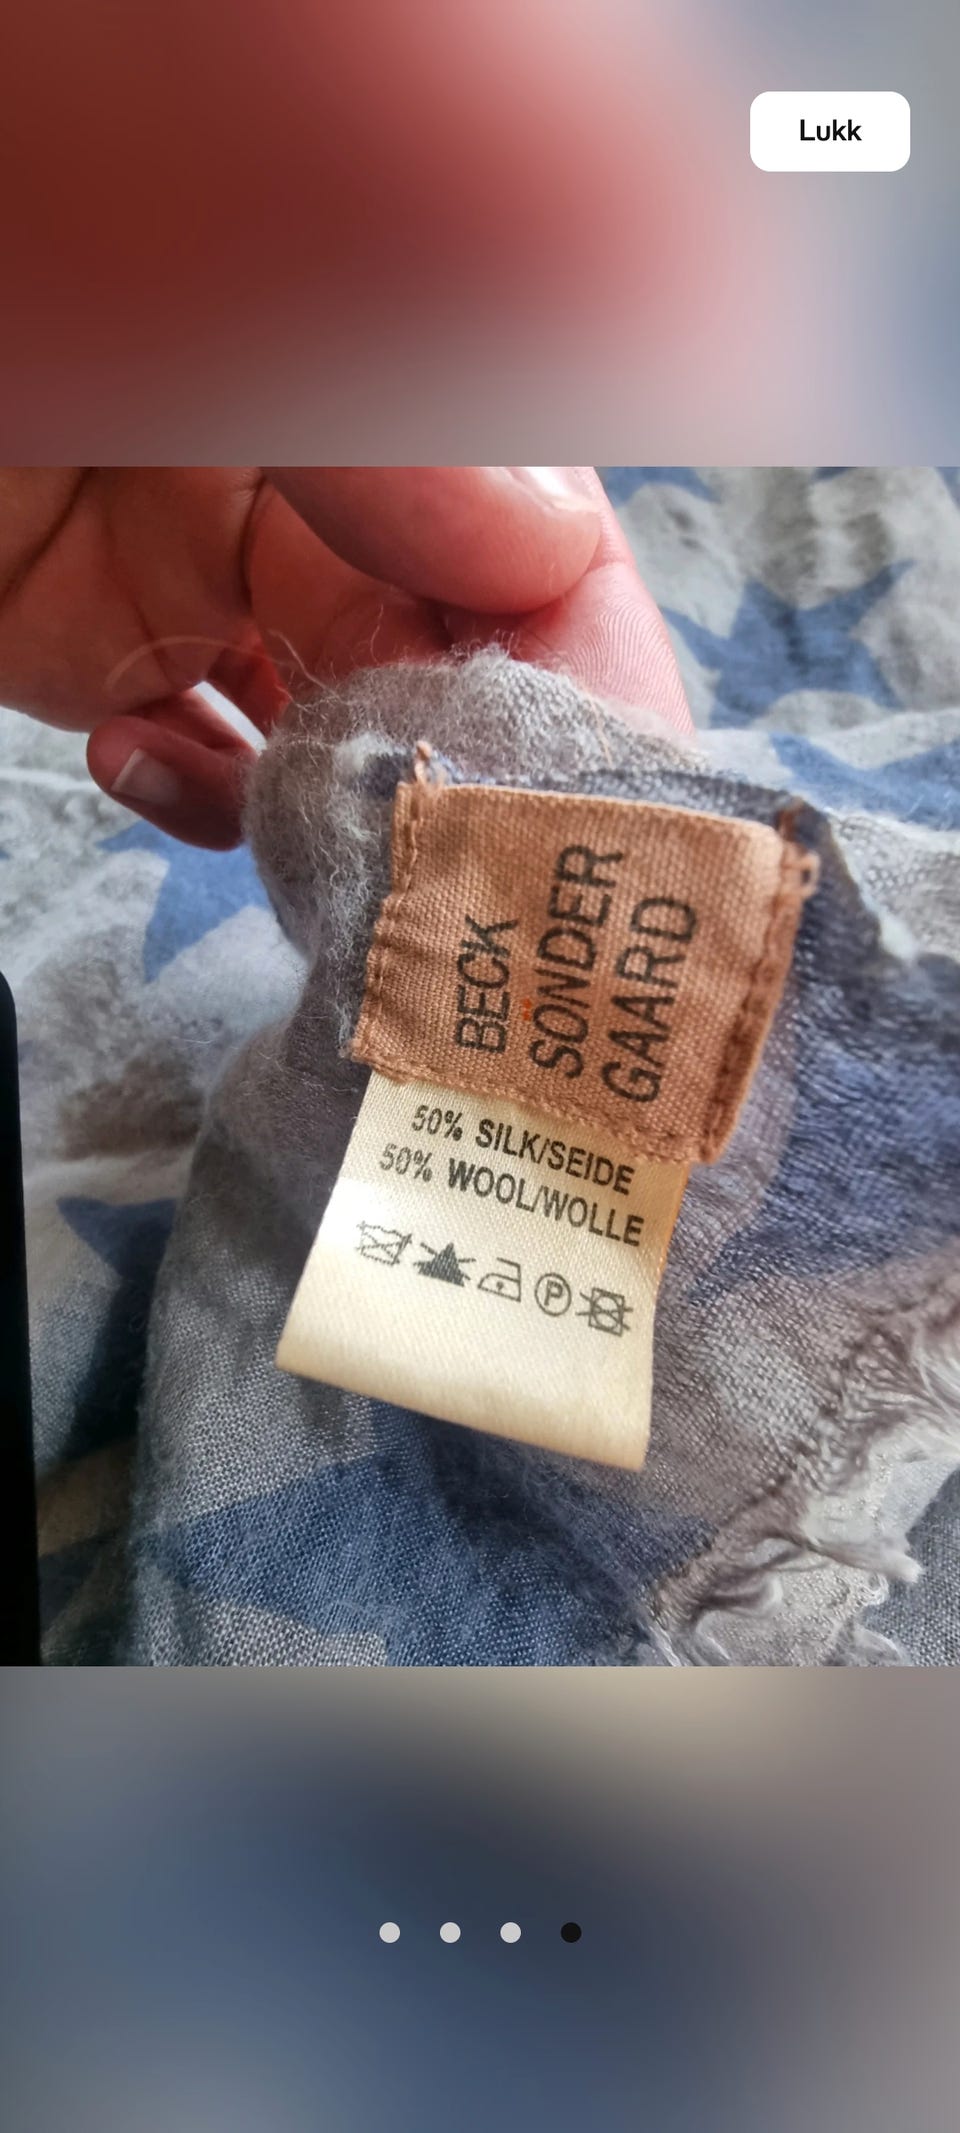 Lukk
BECK
SÖNDER
GAARD
50% SILK/SEIDE
50% WOOL/WOLLE
P